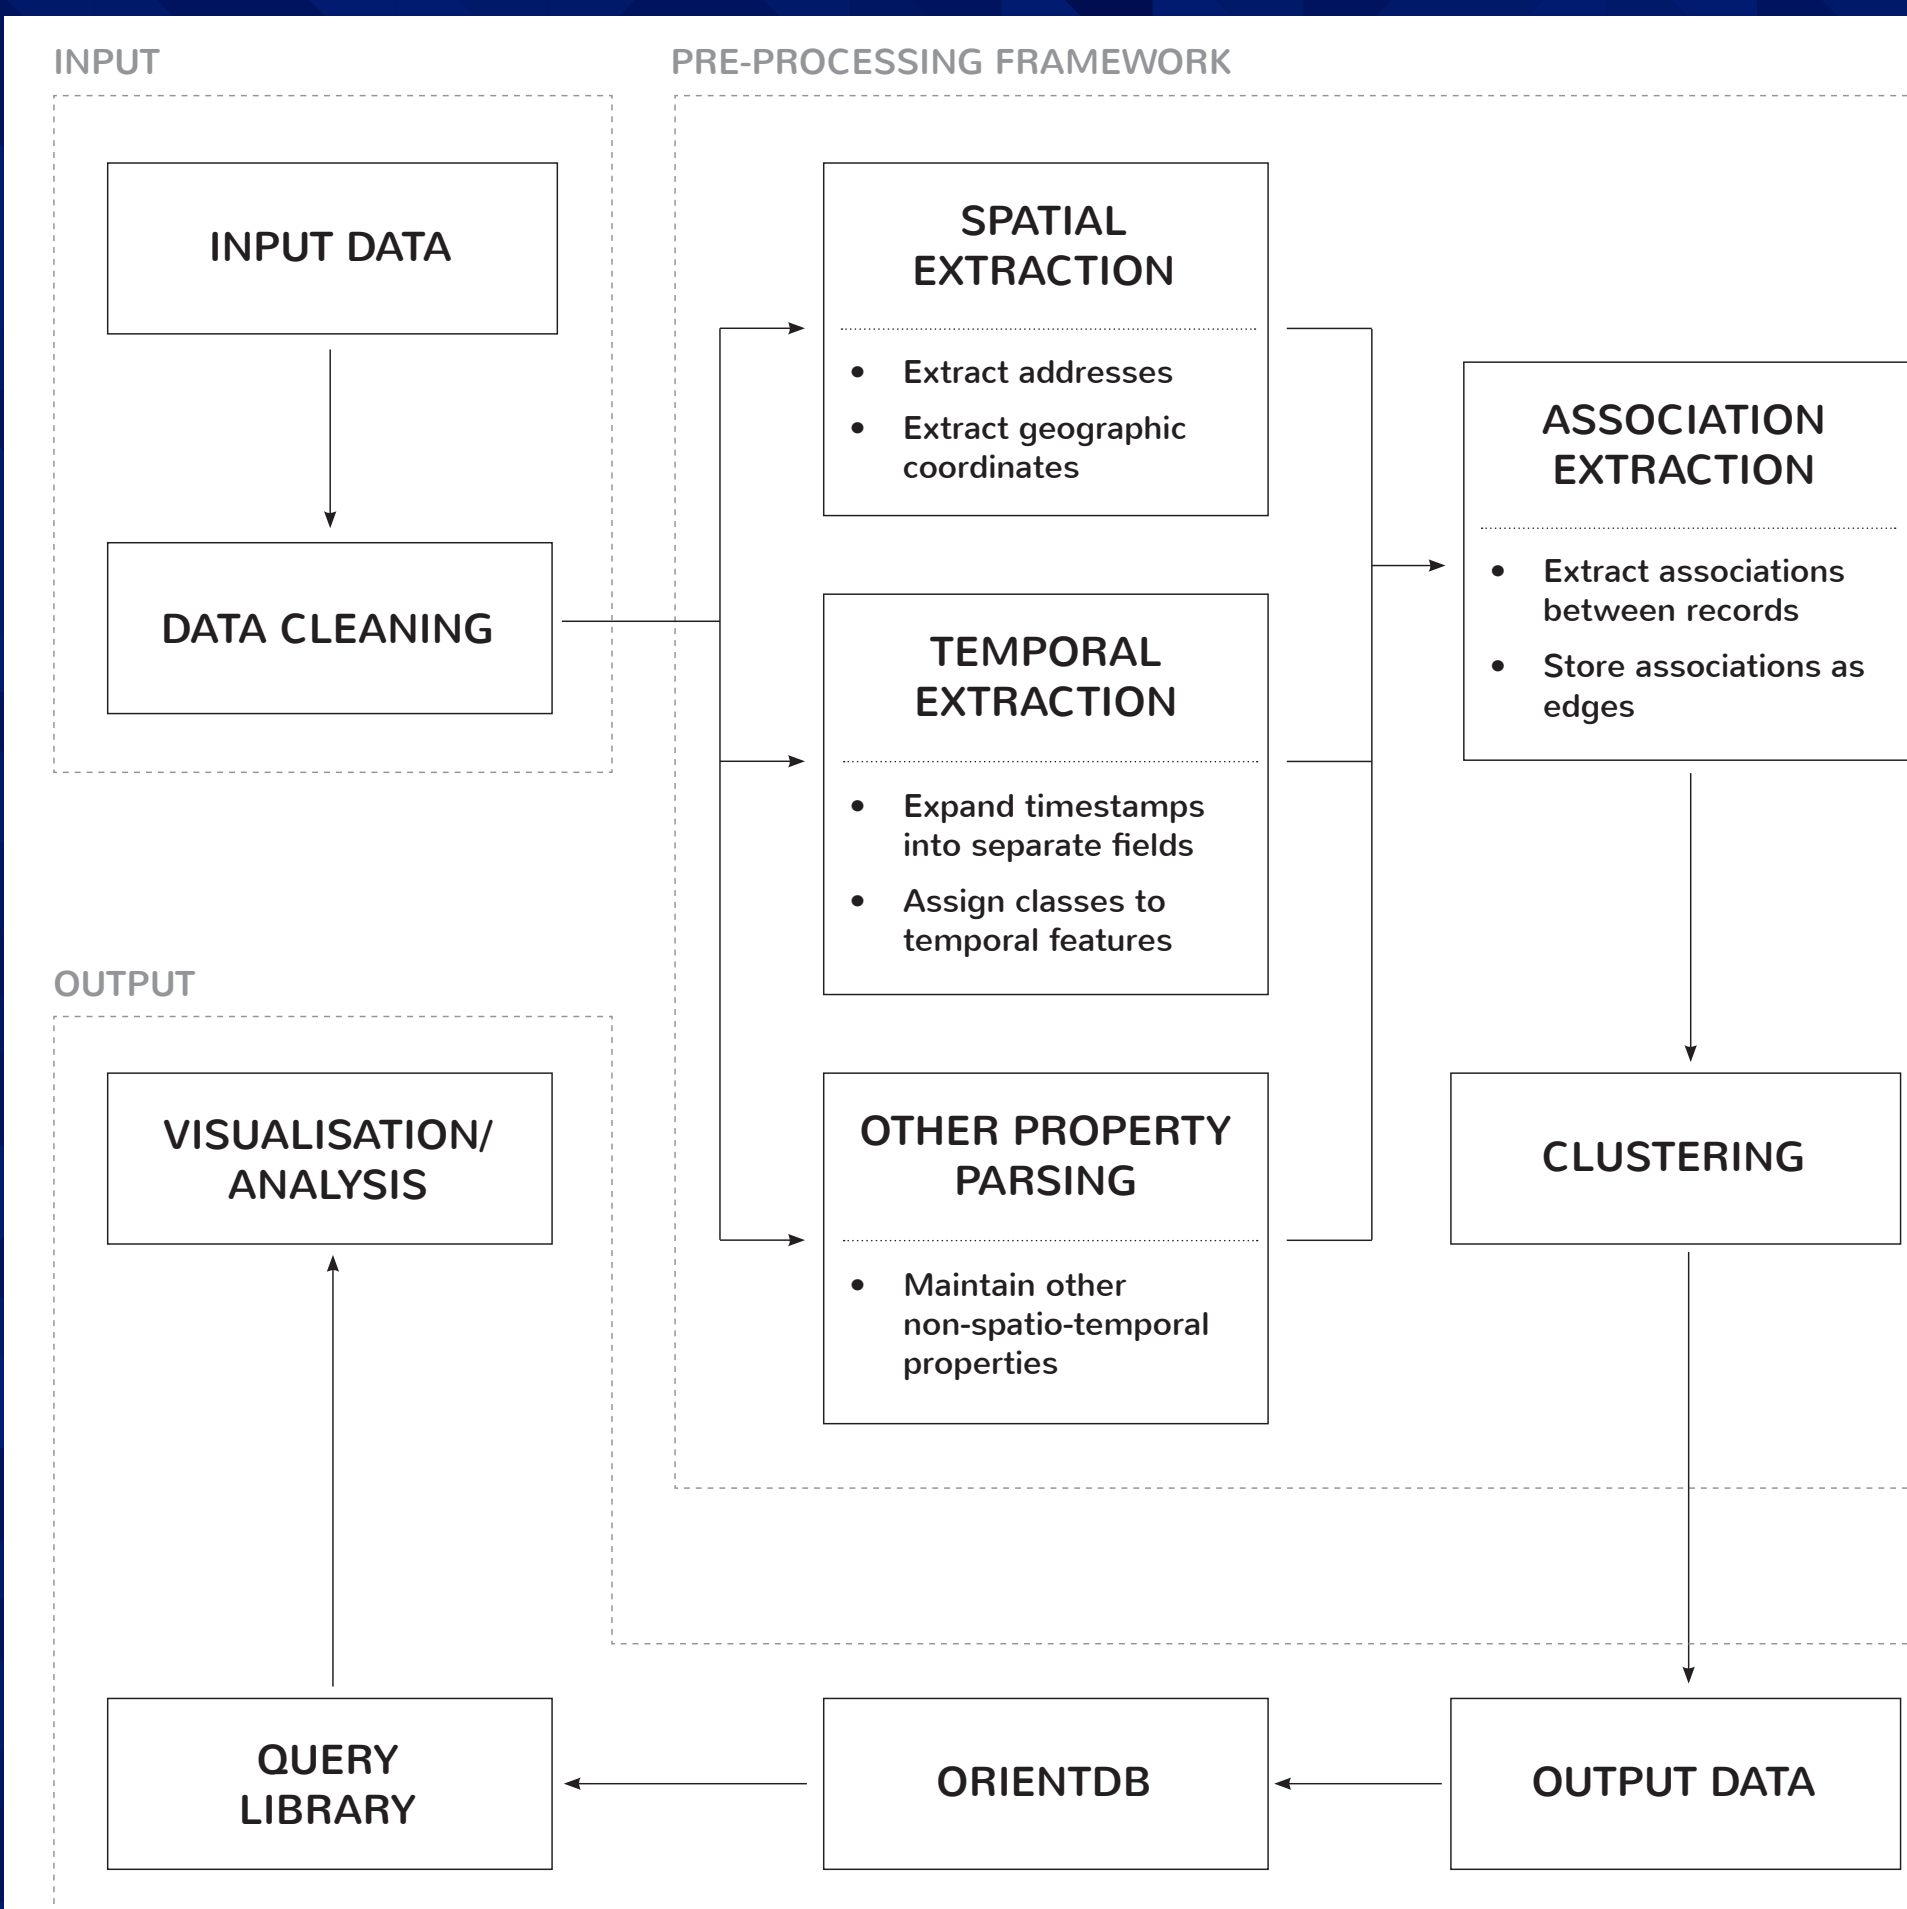 INPUT
INPUT DATA
DATA CLEANING
PRE-PROCESSING FRAMEWORK
SPATIAL
EXTRACTION
• Extract addresses
• Extract geographic
coordinates
TEMPORAL
EXTRACTION
• Expand timestamps
into separate fields
• Assign classes to
temporal features
OTHER PROPERTY
PARSING
• Maintain other
non-spatio-temporal
properties
ASSOCIATION
EXTRACTION
• Extract associations
between records
• Store associations as
edges
CLUSTERING
OUTPUT
VISUALISATION/
ANALYSIS
QUERY
LIBRARY
ORIENTDB
OUTPUT DATA